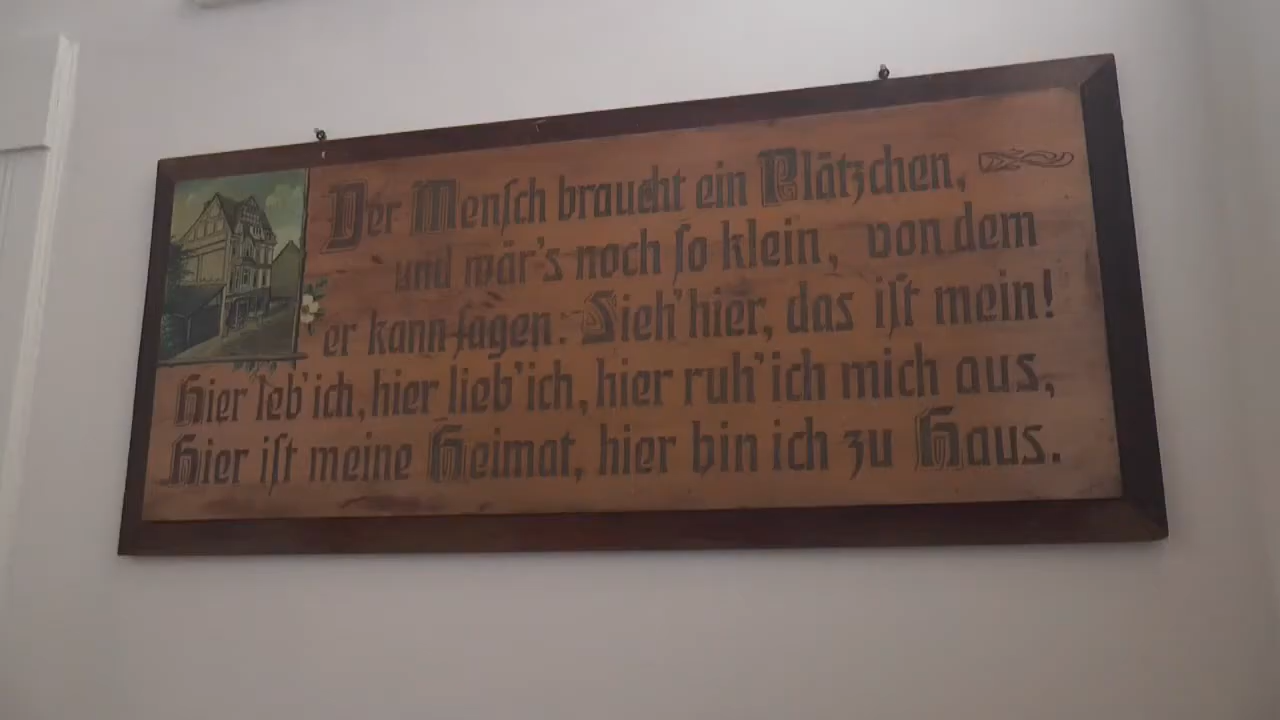 Der Menſch braucht ein Plätzchen,
und wär's noch ſo klein, von dem
er kann ſagen: Sieh' hier, das iſt mein!
Hier leb' ich, hier lieb' ich, hier ruh' ich mich aus,
Hier iſt meine Heimat, hier bin ich zu Haus.